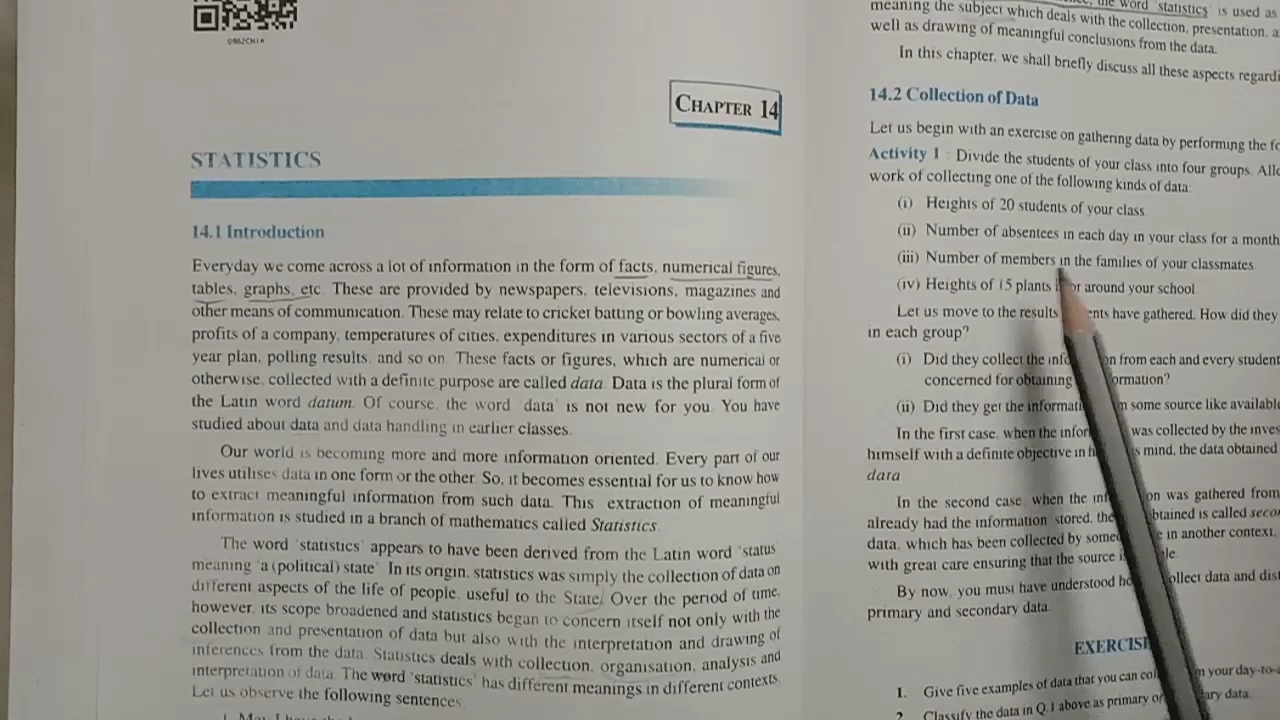 0962CH14
CHAPTER 14
STATISTICS
14.1 Introduction
Everyday we come across a lot of information in the form of facts, numerical figures,
tables, graphs, etc. These are provided by newspapers, televisions, magazines and
other means of communication. These may relate to cricket batting or bowling averages,
profits of a company, temperatures of cities, expenditures in various sectors of a five
year plan, polling results, and so on. These facts or figures, which are numerical or
otherwise, collected with a definite purpose are called data. Data is the plural form of
the Latin word datum. Of course, the word 'data' is not new for you. You have
studied about data and data handling in earlier classes.
Our world is becoming more and more information oriented. Every part of our
lives utilises data in one form or the other. So, it becomes essential for us to know how
to extract meaningful information from such data. This extraction of meaningful
information is studied in a branch of mathematics called Statistics.
The word 'statistics' appears to have been derived from the Latin word 'status'
meaning 'a (political) state'. In its origin, statistics was simply the collection of data on
different aspects of the life of people, useful to the State. Over the period of time,
however, its scope broadened and statistics began to concern itself not only with the
collection and presentation of data but also with the interpretation and drawing of
inferences from the data. Statistics deals with collection, organisation, analysis and
interpretation of data. The word 'statistics' has different meanings in different contexts.
Let us observe the following sentences.
the word 'statistics' is used as
meaning the subject which deals with the collection, presentation, a
well as drawing of meaningful conclusions from the data.
In this chapter, we shall briefly discuss all these aspects regardi
14.2 Collection of Data
Let us begin with an exercise on gathering data by performing the fo
Activity 1 : Divide the students of your class into four groups. Allo
work of collecting one of the following kinds of data:
(i) Heights of 20 students of your class.
(ii) Number of absentees in each day in your class for a month
(iii) Number of members in the families of your classmates.
(iv) Heights of 15 plants or around your school.
Let us move to the results ents have gathered. How did they
in each group?
(i) Did they collect the info on from each and every student
concerned for obtaining ormation?
(ii) Did they get the informati m some source like available
In the first case, when the infor was collected by the inves
himself with a definite objective in h s mind, the data obtained
data
In the second case, when the inf on was gathered from
already had the information stored, the btained is called secon
data, which has been collected by some e in another context,
with great care ensuring that the source i le.
By now, you must have understood ho ollect data and dist
primary and secondary data.
EXERCIS
1. Give five examples of data that you can col m your day-to-
2. Classify the data in Q.1 above as primary or dary data.